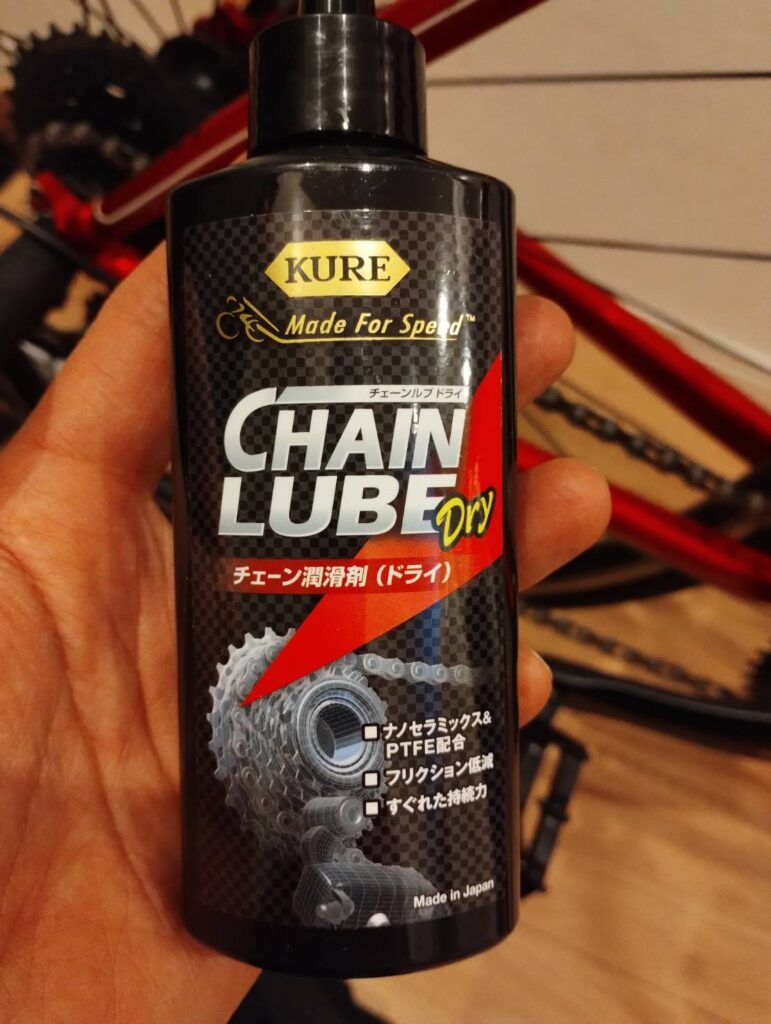 KURE
Made For Speed™
チェーンルブ ドライ
CHAIN
LUBE
Dry
チェーン潤滑剤（ドライ）
ナノセラミックス&
PTFE配合
フリクション低減
すぐれた持続力
Made in Japan